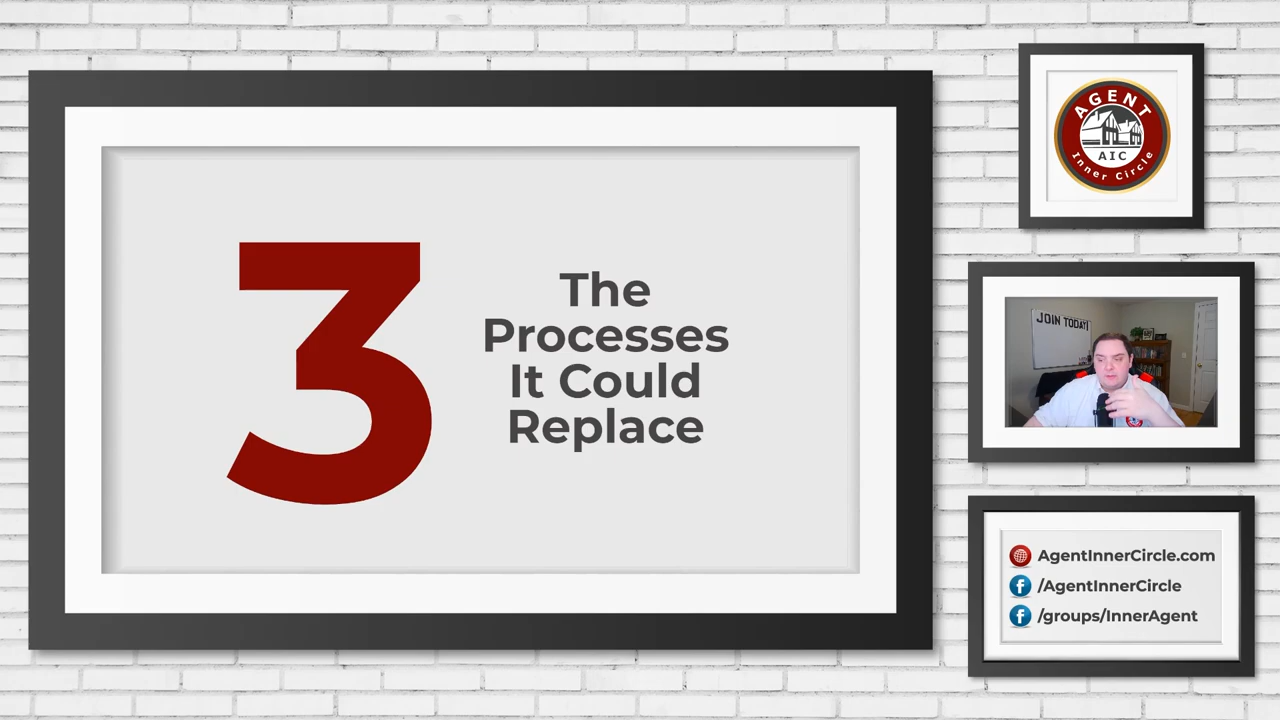 3
The
Processes
It Could
Replace
AGENT
AIC
Inner Circle
JOIN TODAY!
AgentInnerCircle.com
/AgentInnerCircle
/groups/InnerAgent